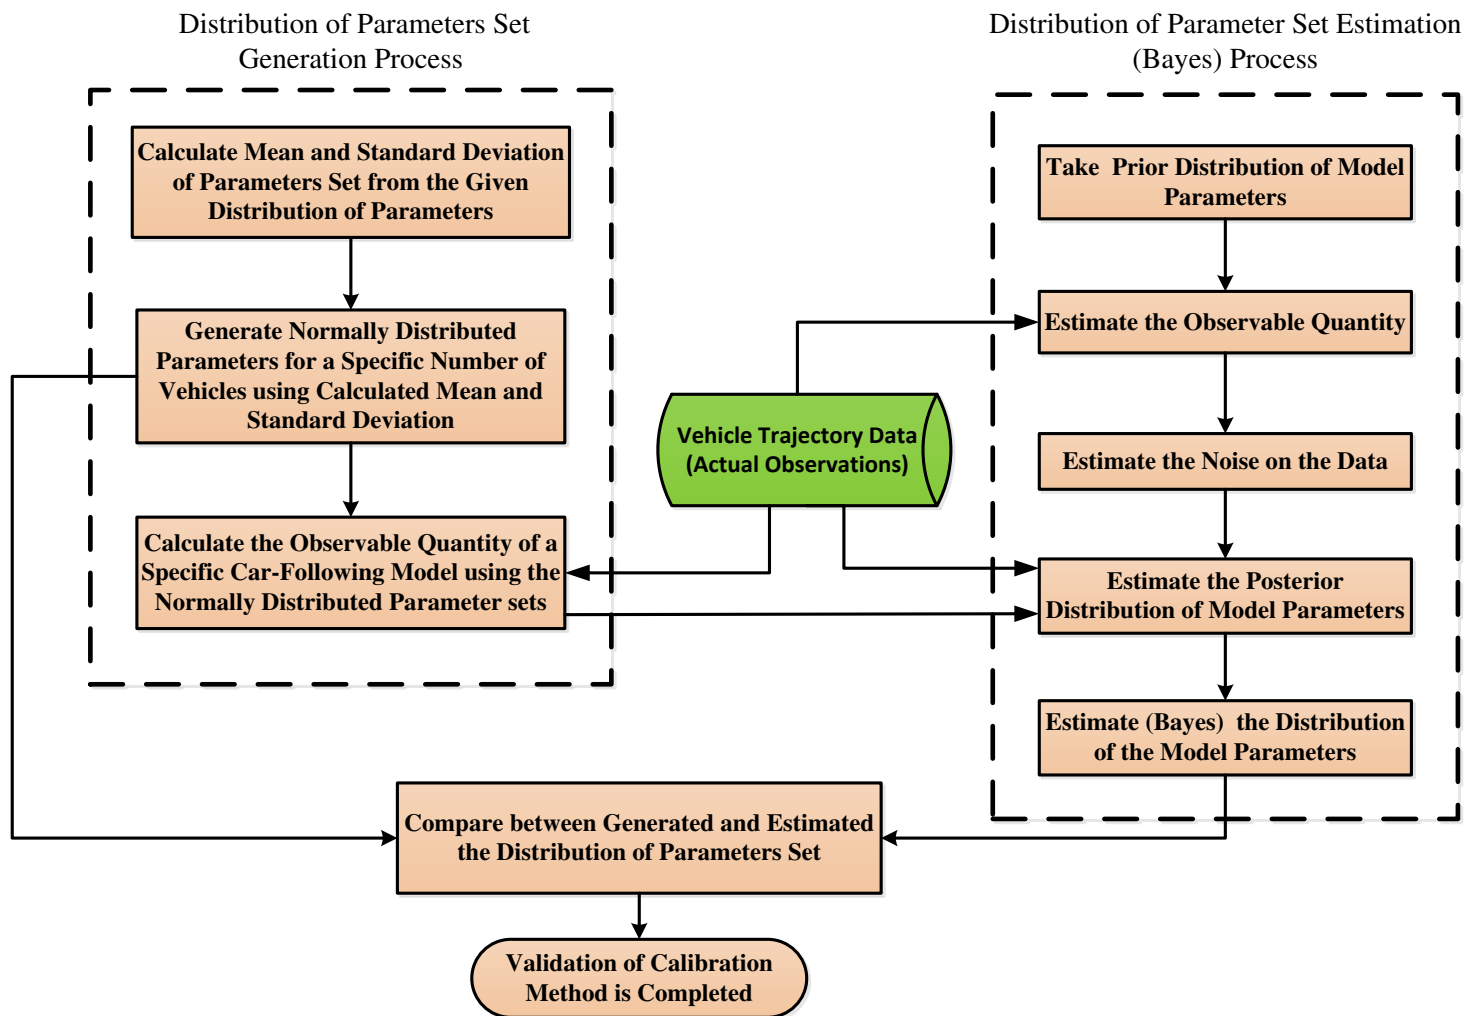 Distribution of Parameters Set
Generation Process
Calculate Mean and Standard Deviation
of Parameters Set from the Given
Distribution of Parameters
Generate Normally Distributed
Parameters for a Specific Number of
Vehicles using Calculated Mean and
Standard Deviation
Calculate the Observable Quantity of a
Specific Car-Following Model using the
Normally Distributed Parameter sets
Vehicle Trajectory Data
(Actual Observations)
Distribution of Parameter Set Estimation
(Bayes) Process
Take Prior Distribution of Model
Parameters
Estimate the Observable Quantity
Estimate the Noise on the Data
Estimate the Posterior
Distribution of Model Parameters
Estimate (Bayes) the Distribution
of the Model Parameters
Compare between Generated and Estimated
the Distribution of Parameters Set
Validation of Calibration
Method is Completed